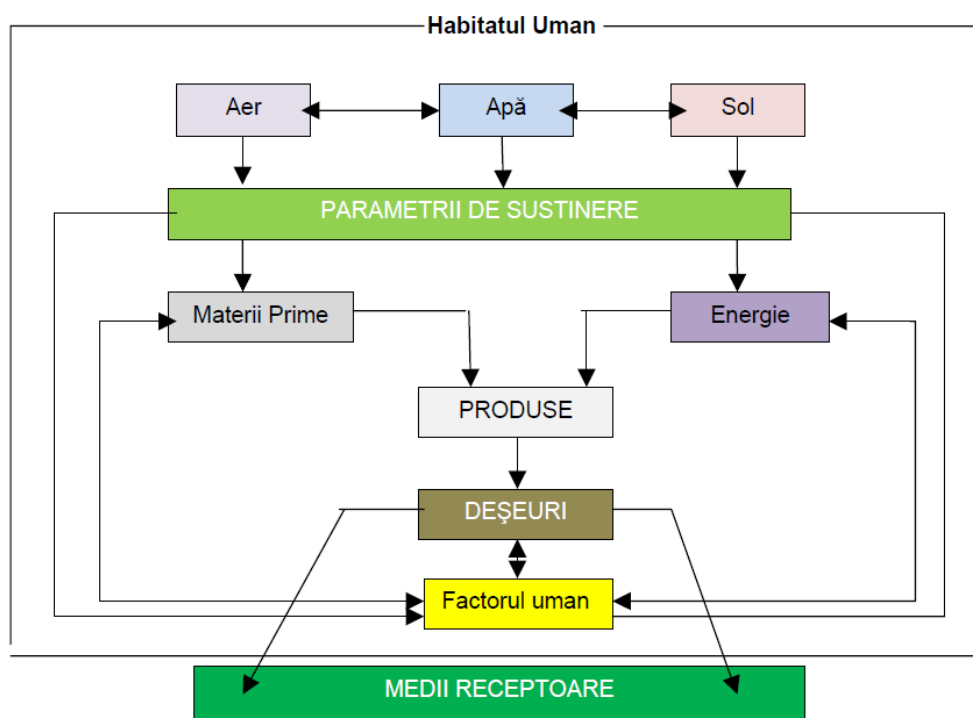 Habitatul Uman
Aer
Apă
Sol
PARAMETRII DE SUSTINERE
Materii Prime
Energie
PRODUSE
DEŞEURI
Factorul uman
MEDII RECEPTOARE